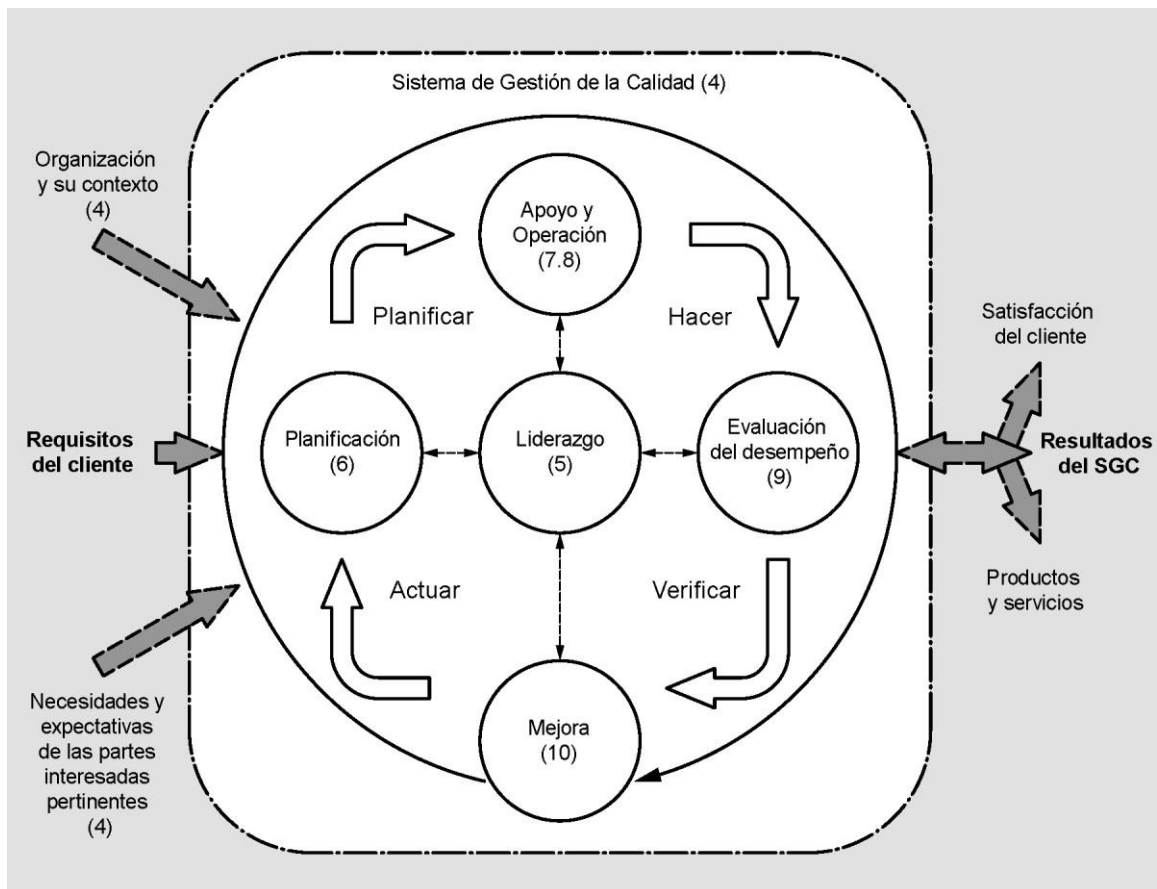 Sistema de Gestión de la Calidad (4)
Organización
y su contexto
(4)
Apoyo y
Operación
(7.8)
Planificar
Hacer
Satisfacción
del cliente
Requisitos
del cliente
Planificación
(6)
Liderazgo
(5)
Evaluación
del desempeño
(9)
Resultados
del SGC
Actuar
Verificar
Productos
y servicios
Necesidades y
expectativas
de las partes
interesadas
pertinentes
(4)
Mejora
(10)